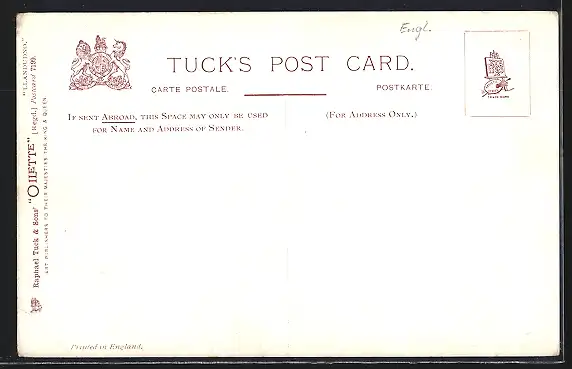 Engl.
TUCK'S POST CARD.
CARTE POSTALE.
POSTKARTE.
IF SENT ABROAD, THIS SPACE MAY ONLY BE USED
FOR NAME AND ADDRESS OF SENDER.
(FOR ADDRESS ONLY.)
TRADE MARK
Raphael Tuck & Sons' "OILETTE" [Regd.] Postcard 7199. "LLANDUDNO."
ART PUBLISHERS TO THEIR MAJESTIES THE KING & QUEEN
Printed in England.